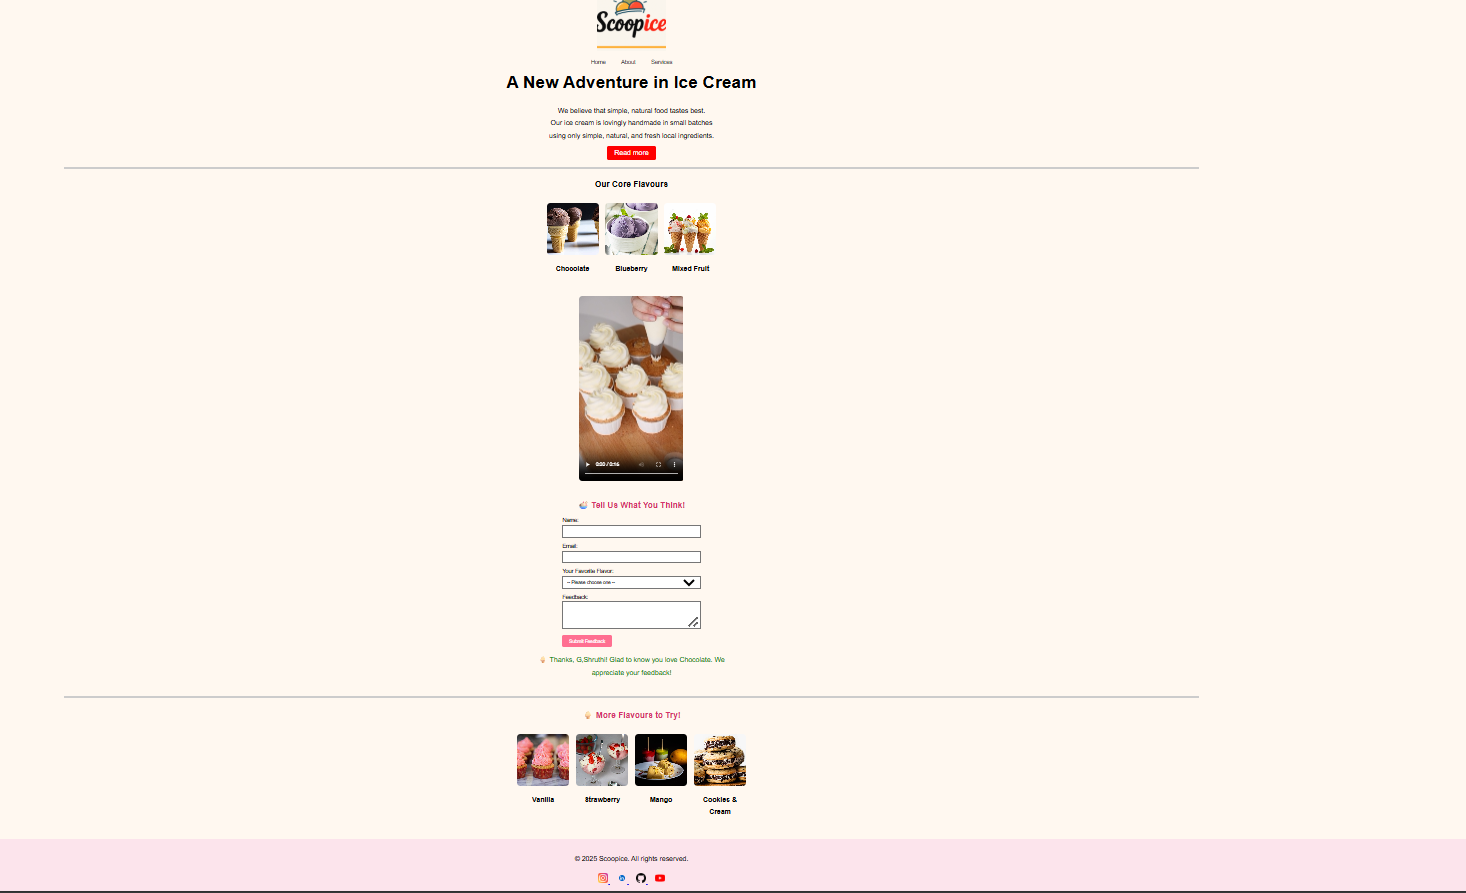 Scoopice
Home About Services
A New Adventure in Ice Cream
We believe that simple, natural food tastes best.
Our ice cream is lovingly handmade in small batches
using only simple, natural, and fresh local ingredients.
Read more
Our Core Flavours
Chocolate Blueberry Mixed Fruit
0:00 / 0:16
Tell Us What You Think!
Name:
Email:
Your Favorite Flavor:
-- Please choose one --
Feedback:
Submit Feedback
Thanks, G,Shruthi! Glad to know you love Chocolate. We
appreciate your feedback!
More Flavours to Try!
Vanilla Strawberry Mango Cookies &
Cream
© 2025 Scoopice. All rights reserved.
in